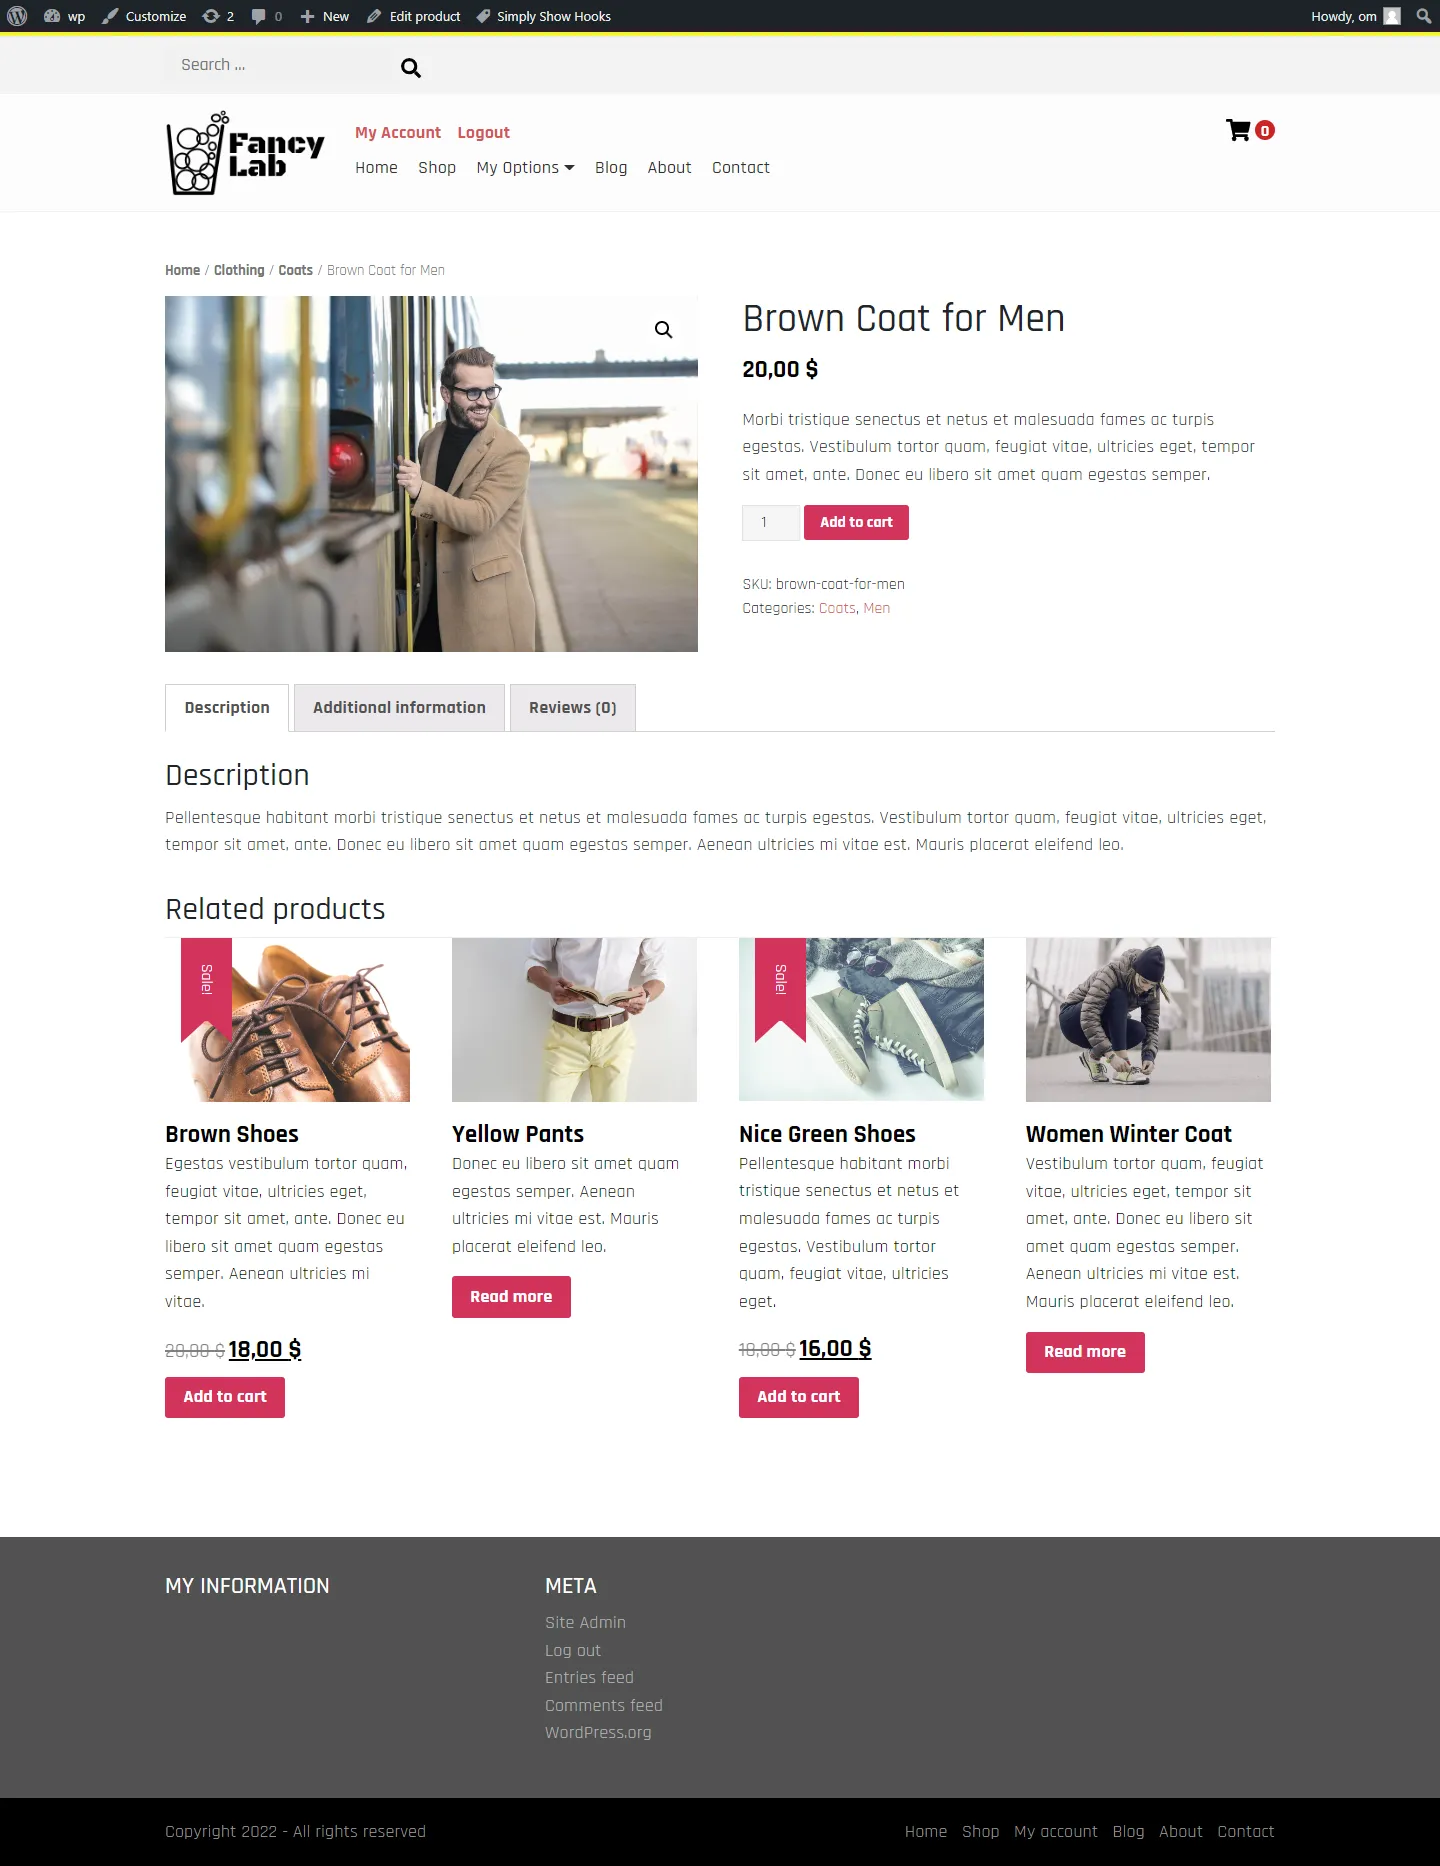 wp Customize 2 0 New Edit product Simply Show Hooks Howdy, om
Search ...
Fancy
Lab
My Account Logout
0
Home Shop My Options Blog About Contact
Home / Clothing / Coats / Brown Coat for Men
Brown Coat for Men
20,00 $
Morbi tristique senectus et netus et malesuada fames ac turpis
egestas. Vestibulum tortor quam, feugiat vitae, ultricies eget, tempor
sit amet, ante. Donec eu libero sit amet quam egestas semper.
1 Add to cart
SKU: brown-coat-for-men
Categories: Coats, Men
Description Additional information Reviews (0)
Description
Pellentesque habitant morbi tristique senectus et netus et malesuada fames ac turpis egestas. Vestibulum tortor quam, feugiat vitae, ultricies eget,
tempor sit amet, ante. Donec eu libero sit amet quam egestas semper. Aenean ultricies mi vitae est. Mauris placerat eleifend leo.
Related products
Sale!
Brown Shoes
Egestas vestibulum tortor quam,
feugiat vitae, ultricies eget,
tempor sit amet, ante. Donec eu
libero sit amet quam egestas
semper. Aenean ultricies mi
vitae.
20,00 $ 18,00 $
Add to cart
Yellow Pants
Donec eu libero sit amet quam
egestas semper. Aenean
ultricies mi vitae est. Mauris
placerat eleifend leo.
Read more
Sale!
Nice Green Shoes
Pellentesque habitant morbi
tristique senectus et netus et
malesuada fames ac turpis
egestas. Vestibulum tortor
quam, feugiat vitae, ultricies
eget.
18,00 $ 16,00 $
Add to cart
Women Winter Coat
Vestibulum tortor quam, feugiat
vitae, ultricies eget, tempor sit
amet, ante. Donec eu libero sit
amet quam egestas semper.
Aenean ultricies mi vitae est.
Mauris placerat eleifend leo.
Read more
MY INFORMATION
META
Site Admin
Log out
Entries feed
Comments feed
WordPress.org
Copyright 2022 - All rights reserved
Home Shop My account Blog About Contact